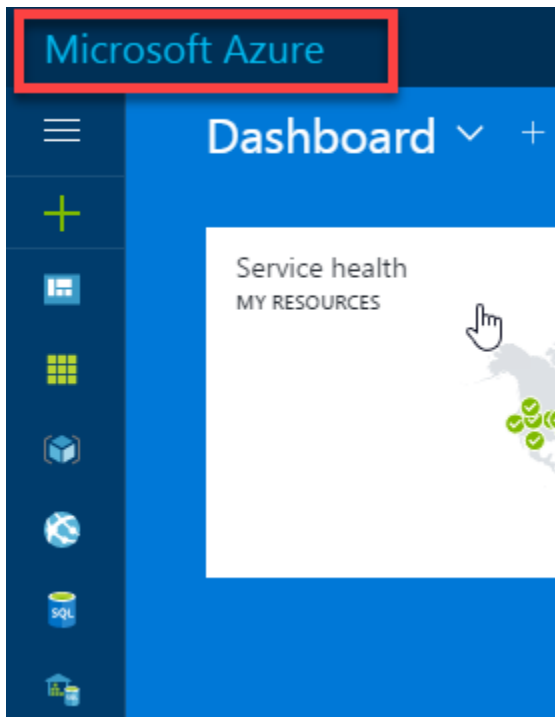 Microsoft Azure
Dashboard
Service health
MY RESOURCES
SQL